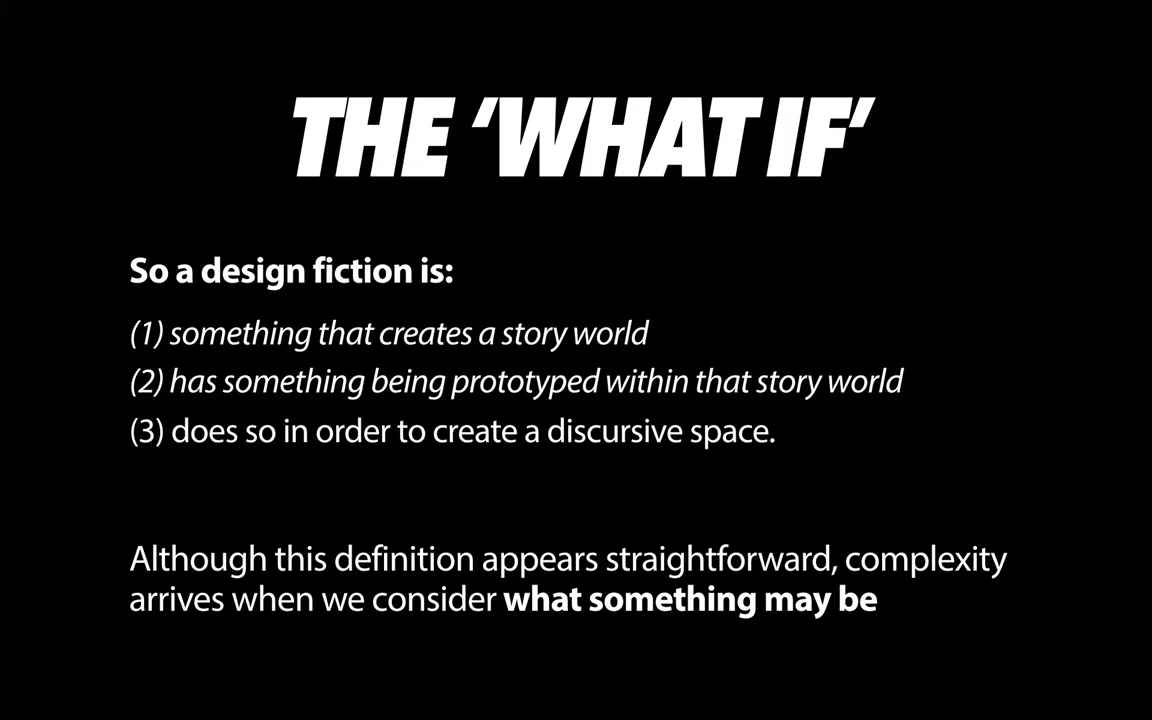 THE ‘WHAT IF’
So a design fiction is:
(1) something that creates a story world
(2) has something being prototyped within that story world
(3) does so in order to create a discursive space.
Although this definition appears straightforward, complexity
arrives when we consider what something may be